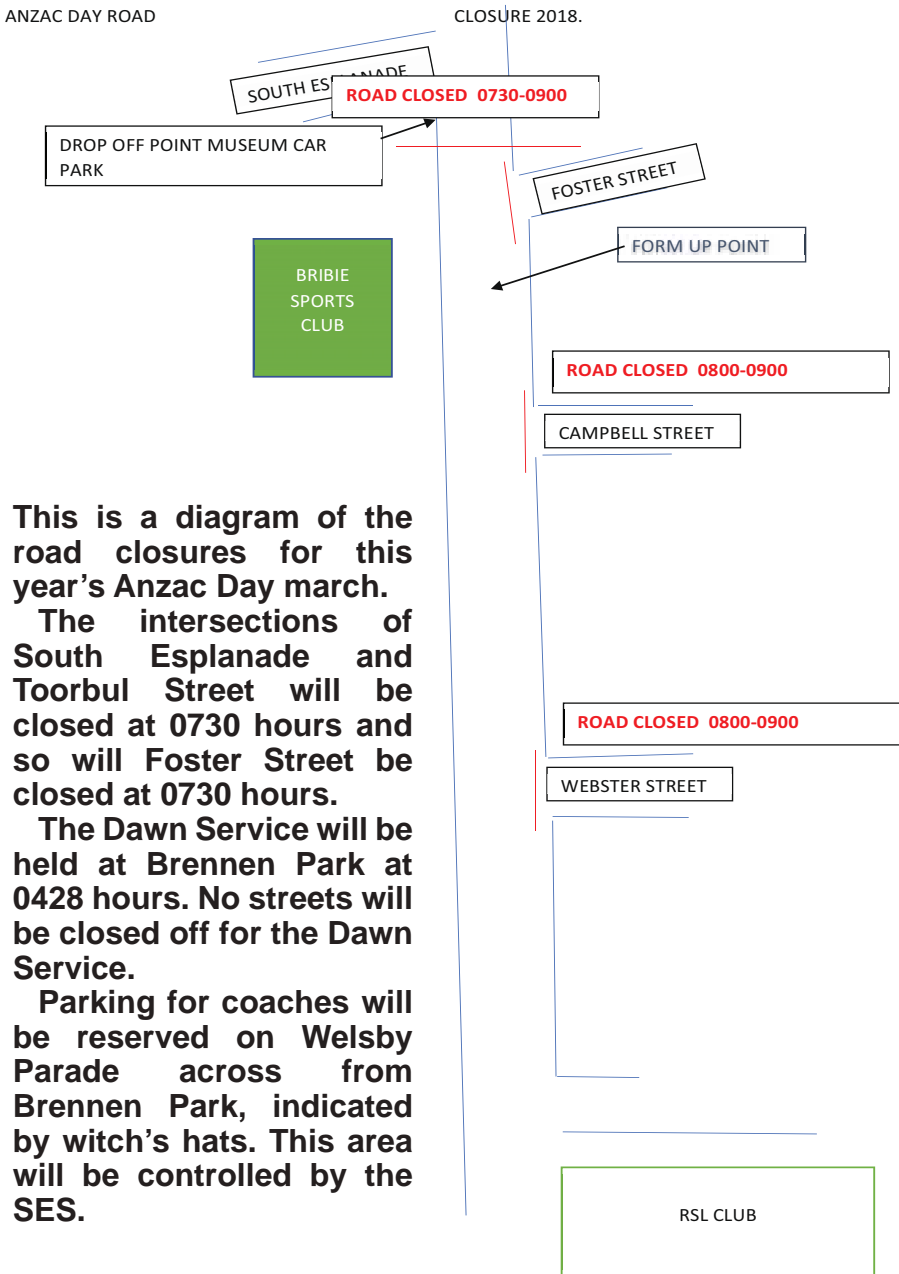 ANZAC DAY ROAD CLOSURE 2018.
SOUTH ESPLANADE
ROAD CLOSED 0730-0900
DROP OFF POINT MUSEUM CAR
PARK
FOSTER STREET
FORM UP POINT
BRIBIE
SPORTS
CLUB
ROAD CLOSED 0800-0900
CAMPBELL STREET
This is a diagram of the
road closures for this
year's Anzac Day march.
The intersections of
South Esplanade and
Toorbul Street will be
closed at 0730 hours and
so will Foster Street be
closed at 0730 hours.
The Dawn Service will be
held at Brennen Park at
0428 hours. No streets will
be closed off for the Dawn
Service.
Parking for coaches will
be reserved on Welsby
Parade across from
Brennen Park, indicated
by witch's hats. This area
will be controlled by the
SES.
ROAD CLOSED 0800-0900
WEBSTER STREET
RSL CLUB